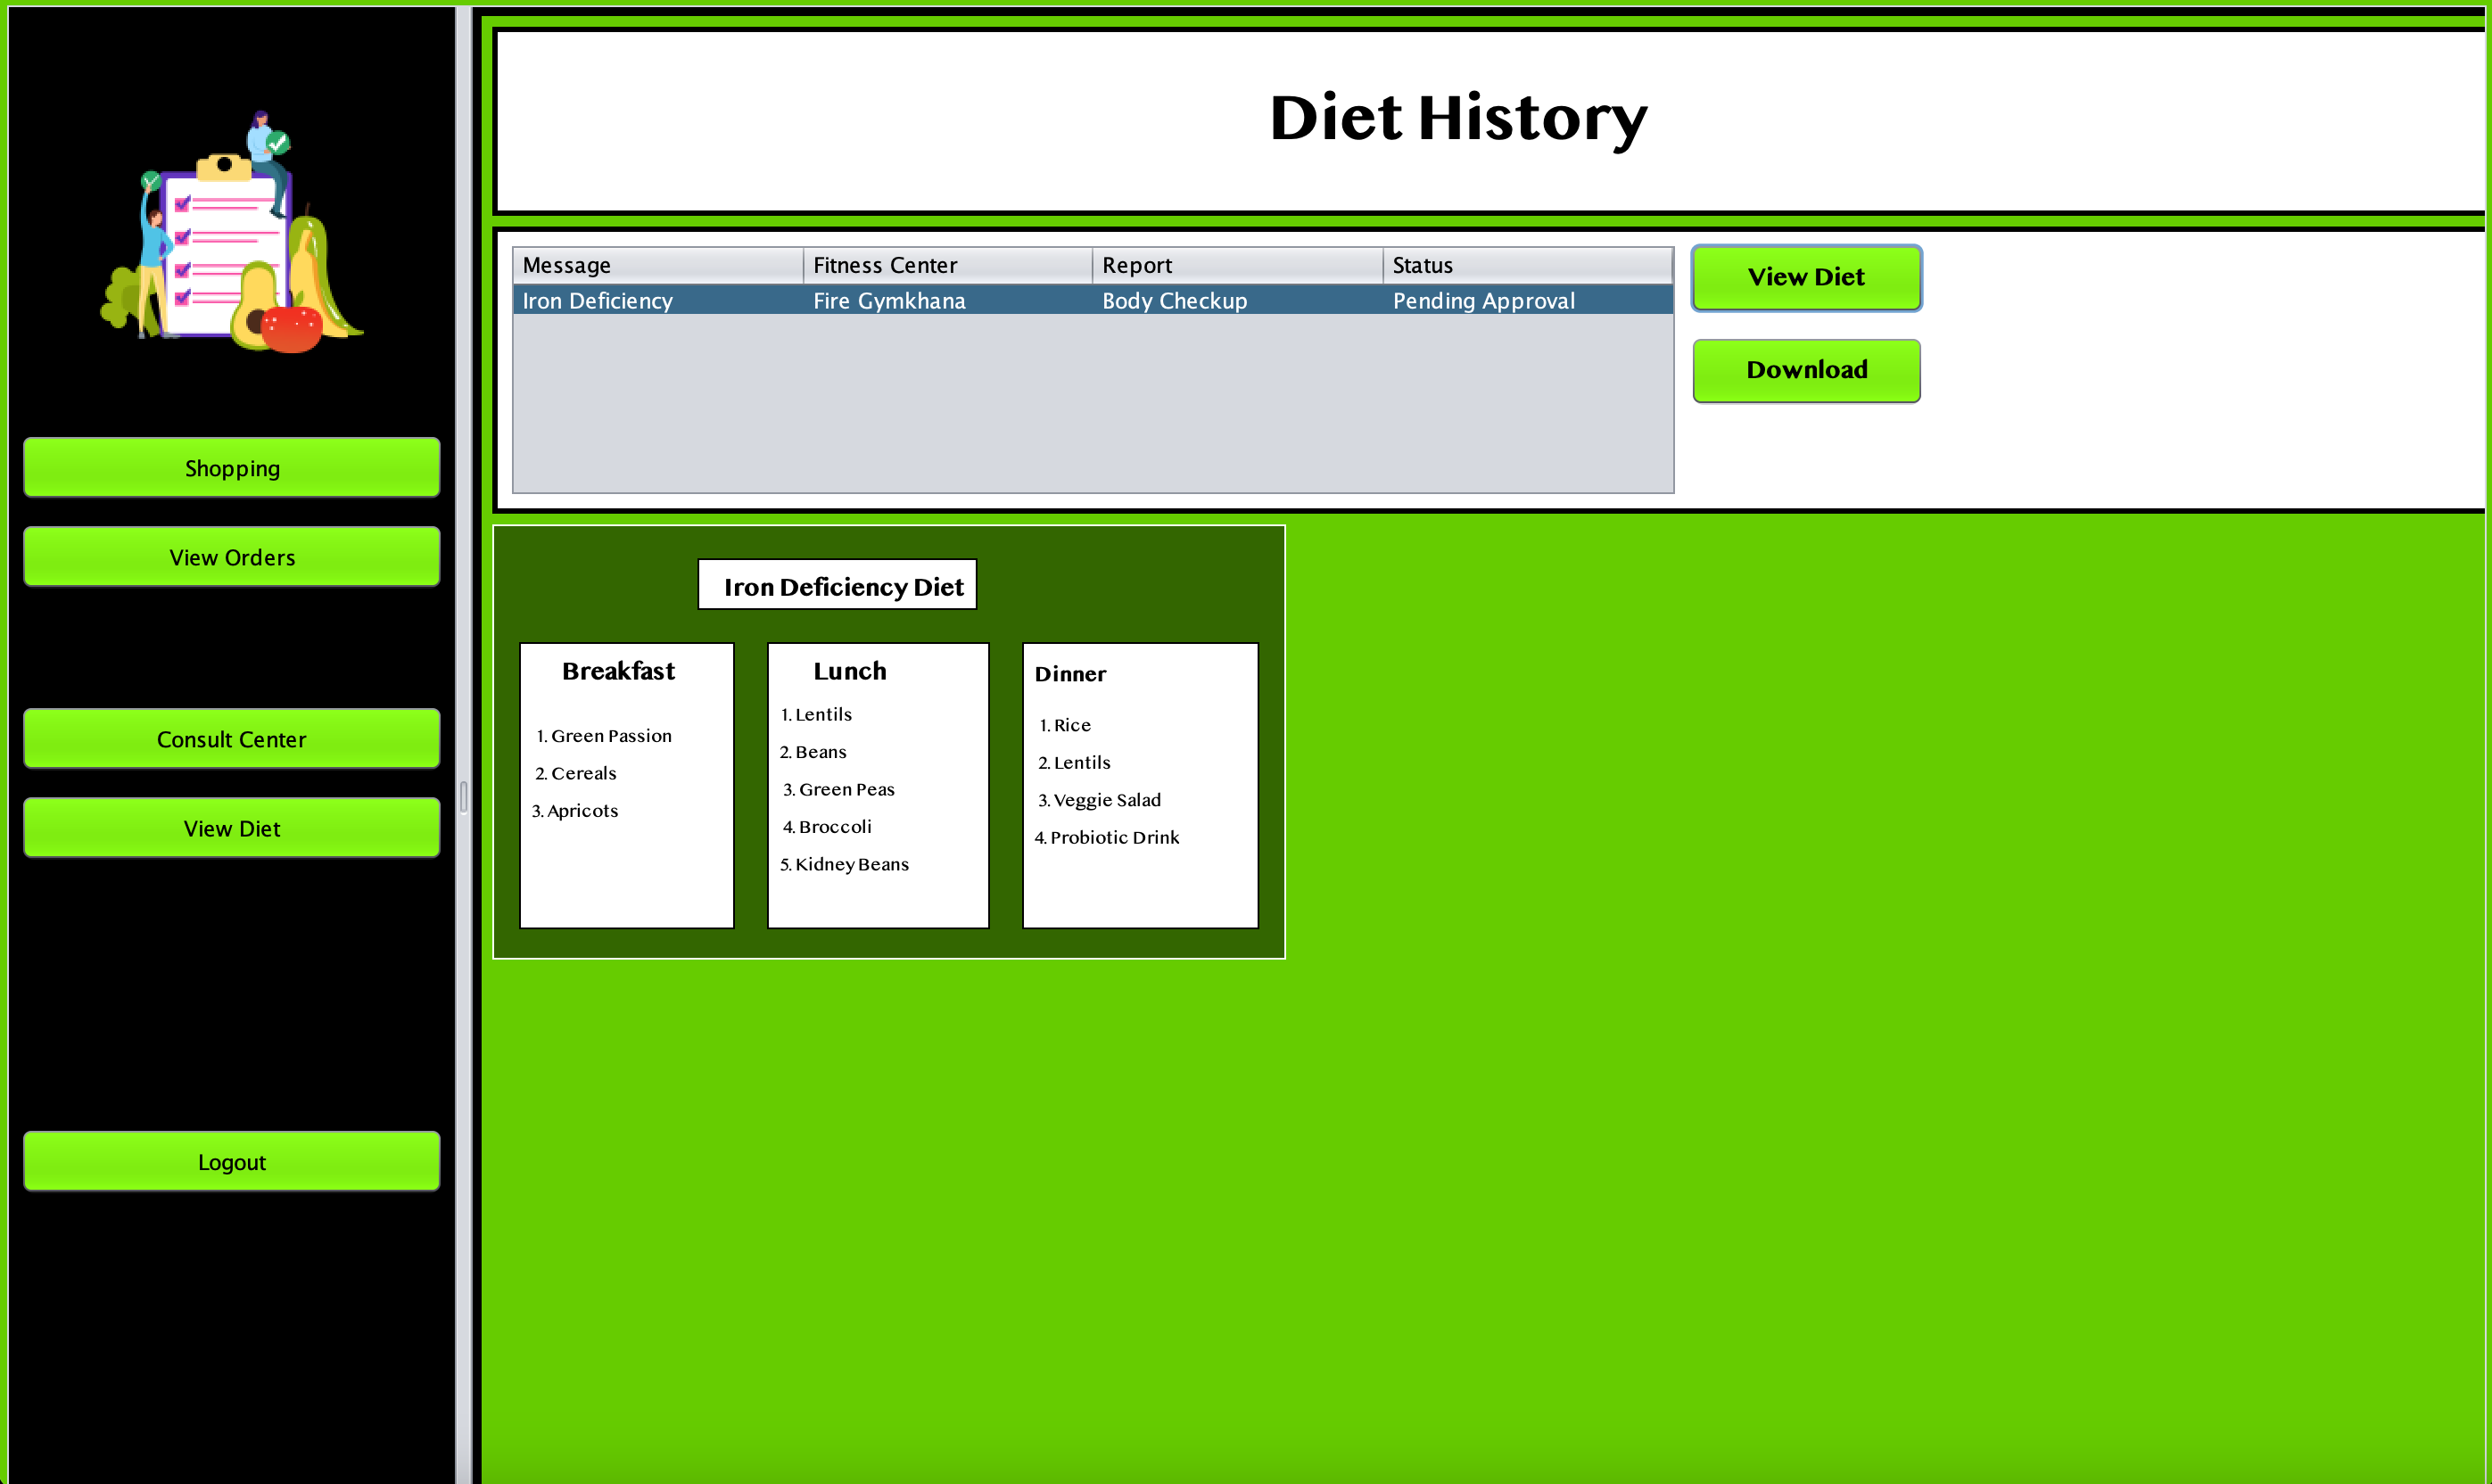 Diet History
Message Fitness Center Report Status
Iron Deficiency Fire Gymkhana Body Checkup Pending Approval
View Diet
Download
Shopping
View Orders
Consult Center
View Diet
Logout
Iron Deficiency Diet
Breakfast
1. Green Passion
2. Cereals
3. Apricots
Lunch
1. Lentils
2. Beans
3. Green Peas
4. Broccoli
5. Kidney Beans
Dinner
1. Rice
2. Lentils
3. Veggie Salad
4. Probiotic Drink